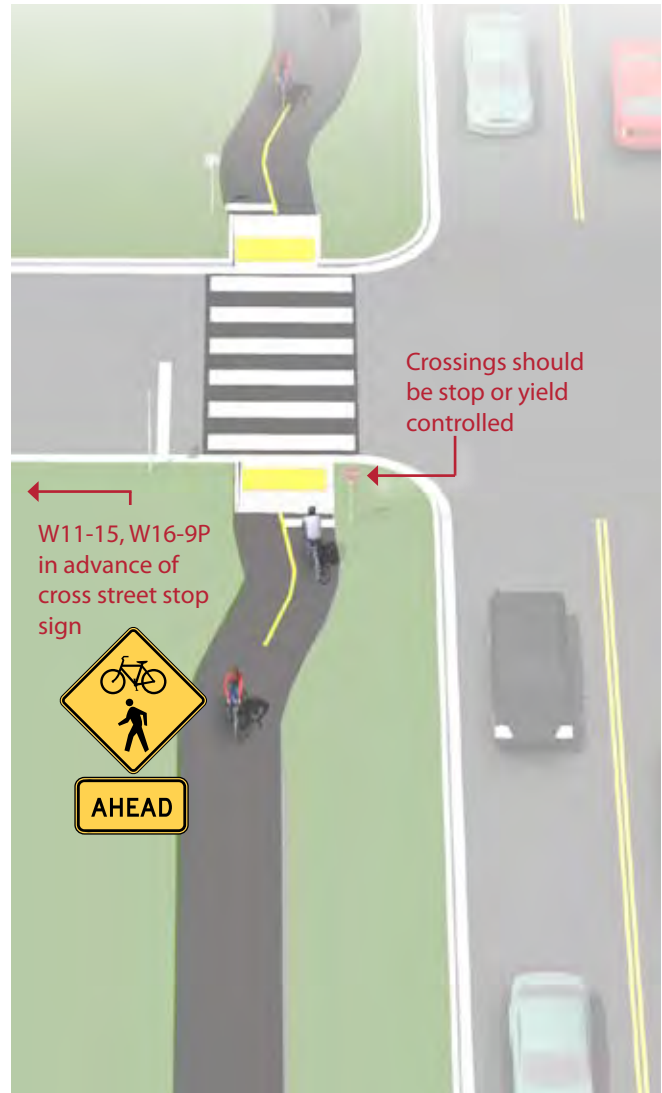 Crossings should
be stop or yield
controlled
W11-15, W16-9P
in advance of
cross street stop
sign
AHEAD